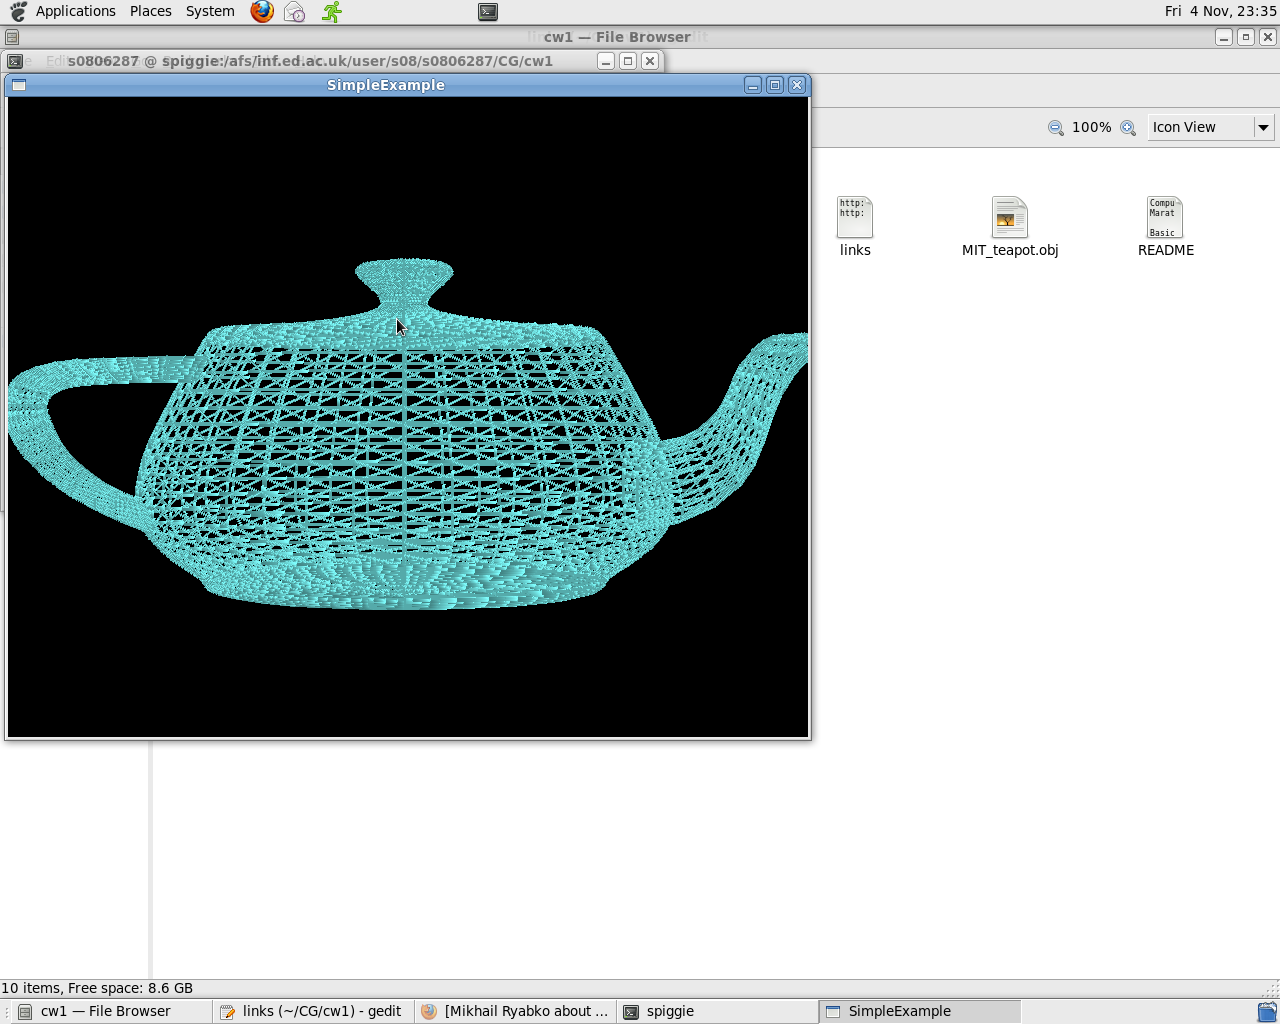 Applications Places System
Fri 4 Nov, 23:35
cw1 — File Browser
s0806287 @ spiggie:/afs/inf.ed.ac.uk/user/s08/s0806287/CG/cw1
SimpleExample
100% Icon View
http:
http:
links
MIT_teapot.obj
Compu
Marat
Basic
README
10 items, Free space: 8.6 GB
cw1 — File Browser
links (~/CG/cw1) - gedit
[Mikhail Ryabko about ...
spiggie
SimpleExample